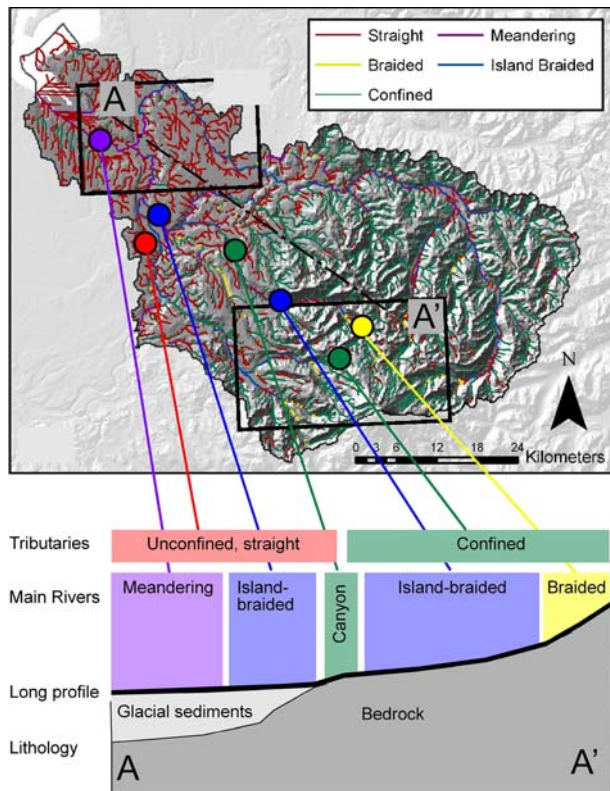 Straight
Meandering
Braided
Island Braided
Confined
A
A'
N
0 3 6 12 18 24
Kilometers
Tributaries
Unconfined, straight
Confined
Main Rivers
Meandering
Island-
braided
Canyon
Island-braided
Braided
Long profile
Glacial sediments
Bedrock
Lithology
A
A'